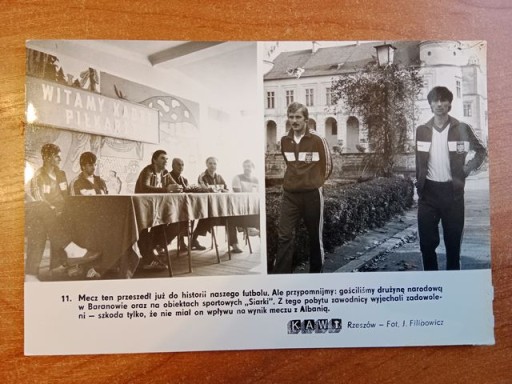 WITAMY
PIŁKA
11. Mecz ten przeszedł już do historii naszego futbolu. Ale przypomnijmy: gościliśmy drużynę narodową
w Baranowie oraz na obiektach sportowych „Siarki”. Z tego pobytu zawodnicy wyjechali zadowole-
ni — szkoda tylko, że nie miał on wpływu na wynik meczu z Albanią.
KAWI Rzeszów — Fot. J. Filipowicz